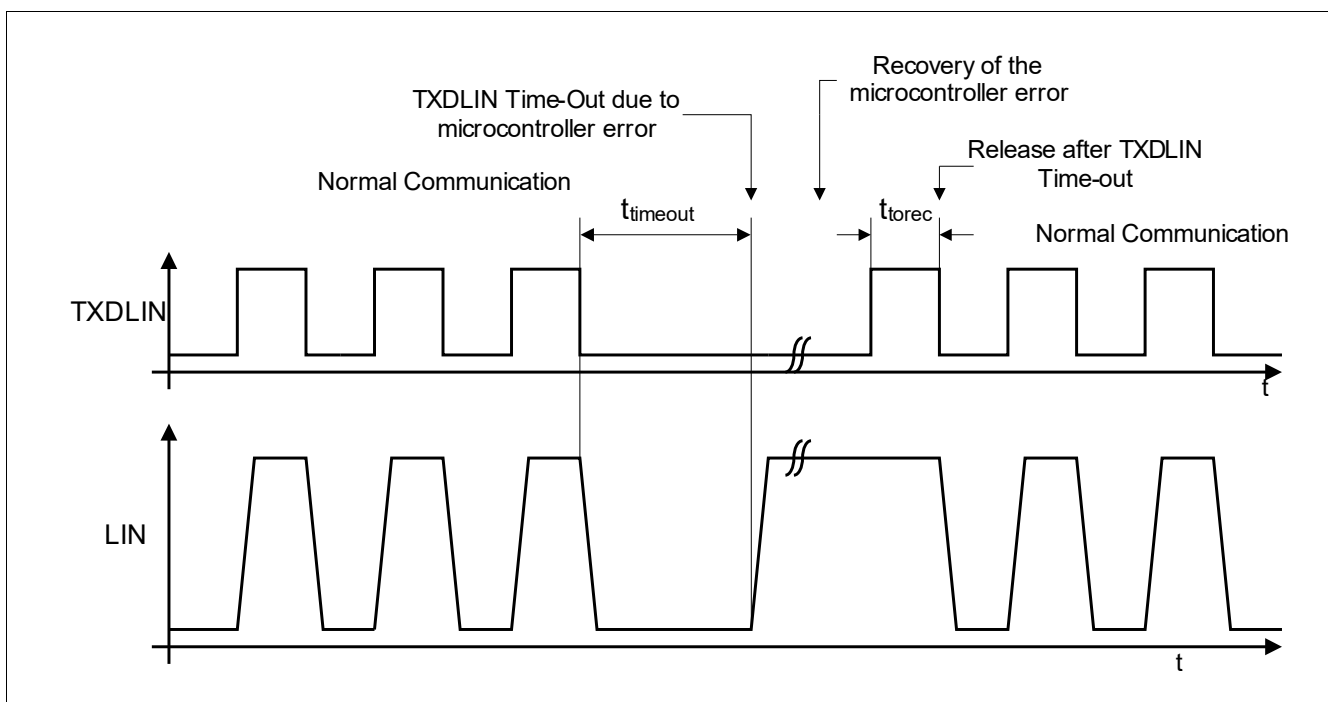 Recovery of the
microcontroller error
TXDLIN Time-Out due to
microcontroller error
Release after TXDLIN
Time-out
Normal Communication
ttimeout
ttorec
Normal Communication
TXDLIN
t
LIN
t